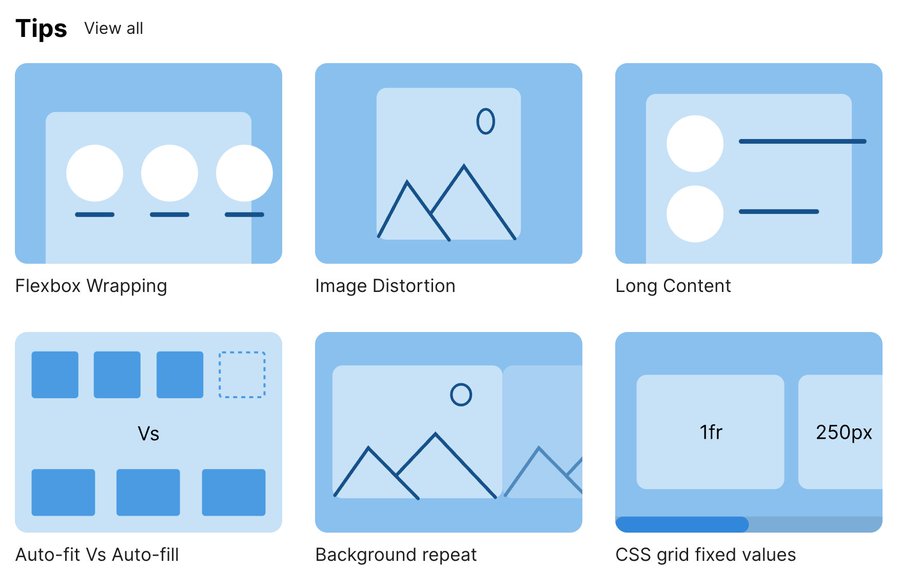 Tips View all
Flexbox Wrapping
Image Distortion
Long Content
Vs
1fr
250px
Auto-fit Vs Auto-fill
Background repeat
CSS grid fixed values